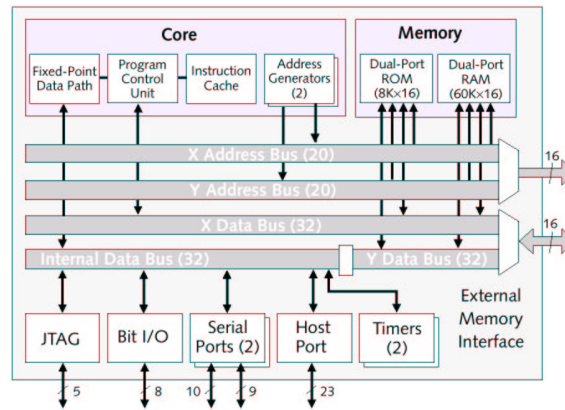 Core
Memory
Fixed-Point
Data Path
Program
Control
Unit
Instruction
Cache
Address
Generators
(2)
Dual-Port
ROM
(8K×16)
Dual-Port
RAM
(60K×16)
X Address Bus (20)
16
Y Address Bus (20)
X Data Bus (32)
16
Internal Data Bus (32)
Y Data Bus (32)
JTAG
Bit I/O
Serial
Ports (2)
Host
Port
Timers
(2)
External
Memory
Interface
5
8
10
9
23